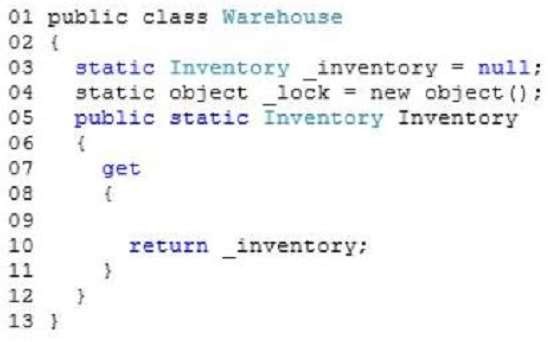 01 public class Warehouse
02 {
03   static Inventory _inventory = null;
04   static object _lock = new object();
05   public static Inventory Inventory
06   {
07     get
08     {
09
10       return _inventory;
11     }
12   }
13 }